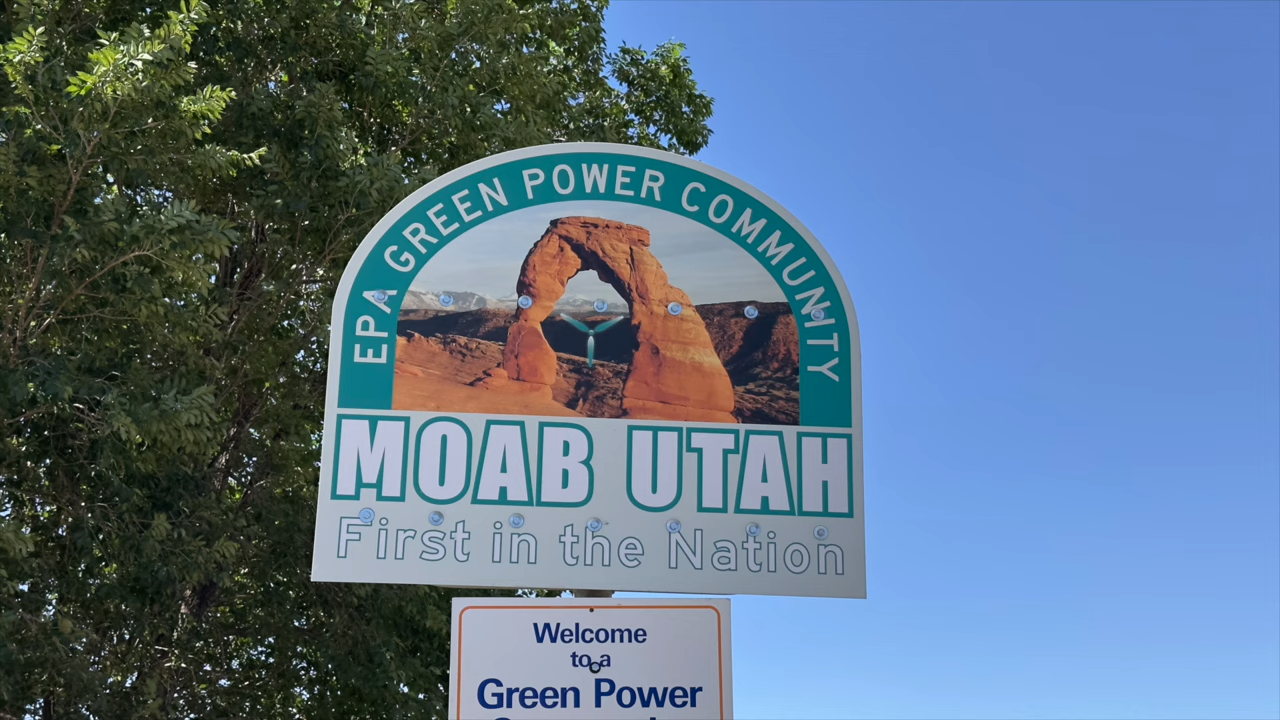 EPA GREEN POWER COMMUNITY
MOAB UTAH
First in the Nation
Welcome
to a
Green Power